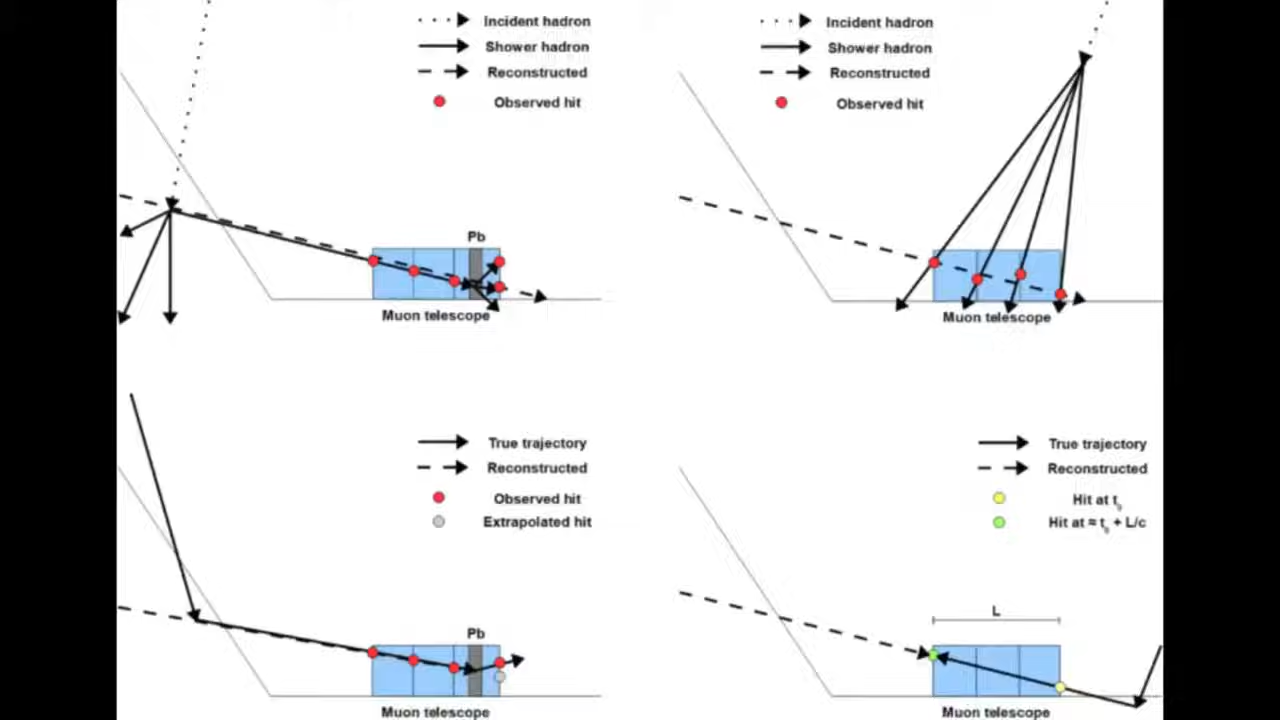 Incident hadron
Shower hadron
Reconstructed
Observed hit
Pb
Muon telescope
Incident hadron
Shower hadron
Reconstructed
Observed hit
Muon telescope
True trajectory
Reconstructed
Observed hit
Extrapolated hit
Pb
Muon telescope
True trajectory
Reconstructed
Hit at t₀
Hit at ≈ t₀ + L/c
L
Muon telescope